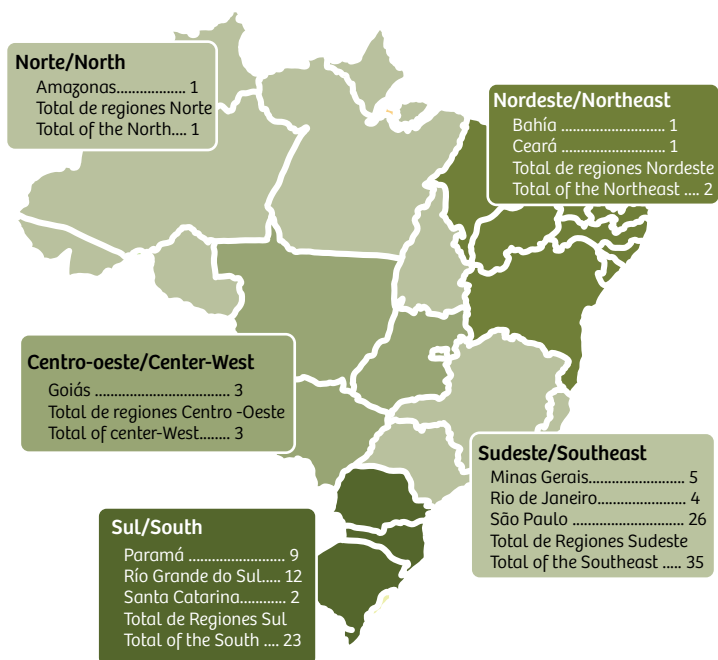 Norte/North
Amazonas.................. 1
Total de regiones Norte
Total of the North.... 1
Nordeste/Northeast
Bahía ........................... 1
Ceará ........................... 1
Total de regiones Nordeste
Total of the Northeast .... 2
Centro-oeste/Center-West
Goiás ................................... 3
Total de regiones Centro -Oeste
Total of center-West........ 3
Sudeste/Southeast
Minas Gerais......................... 5
Rio de Janeiro....................... 4
São Paulo ........................... 26
Total de Regiones Sudeste
Total of the Southeast ..... 35
Sul/South
Paramá ......................... 9
Río Grande do Sul..... 12
Santa Catarina............ 2
Total de Regiones Sul
Total of the South .... 23